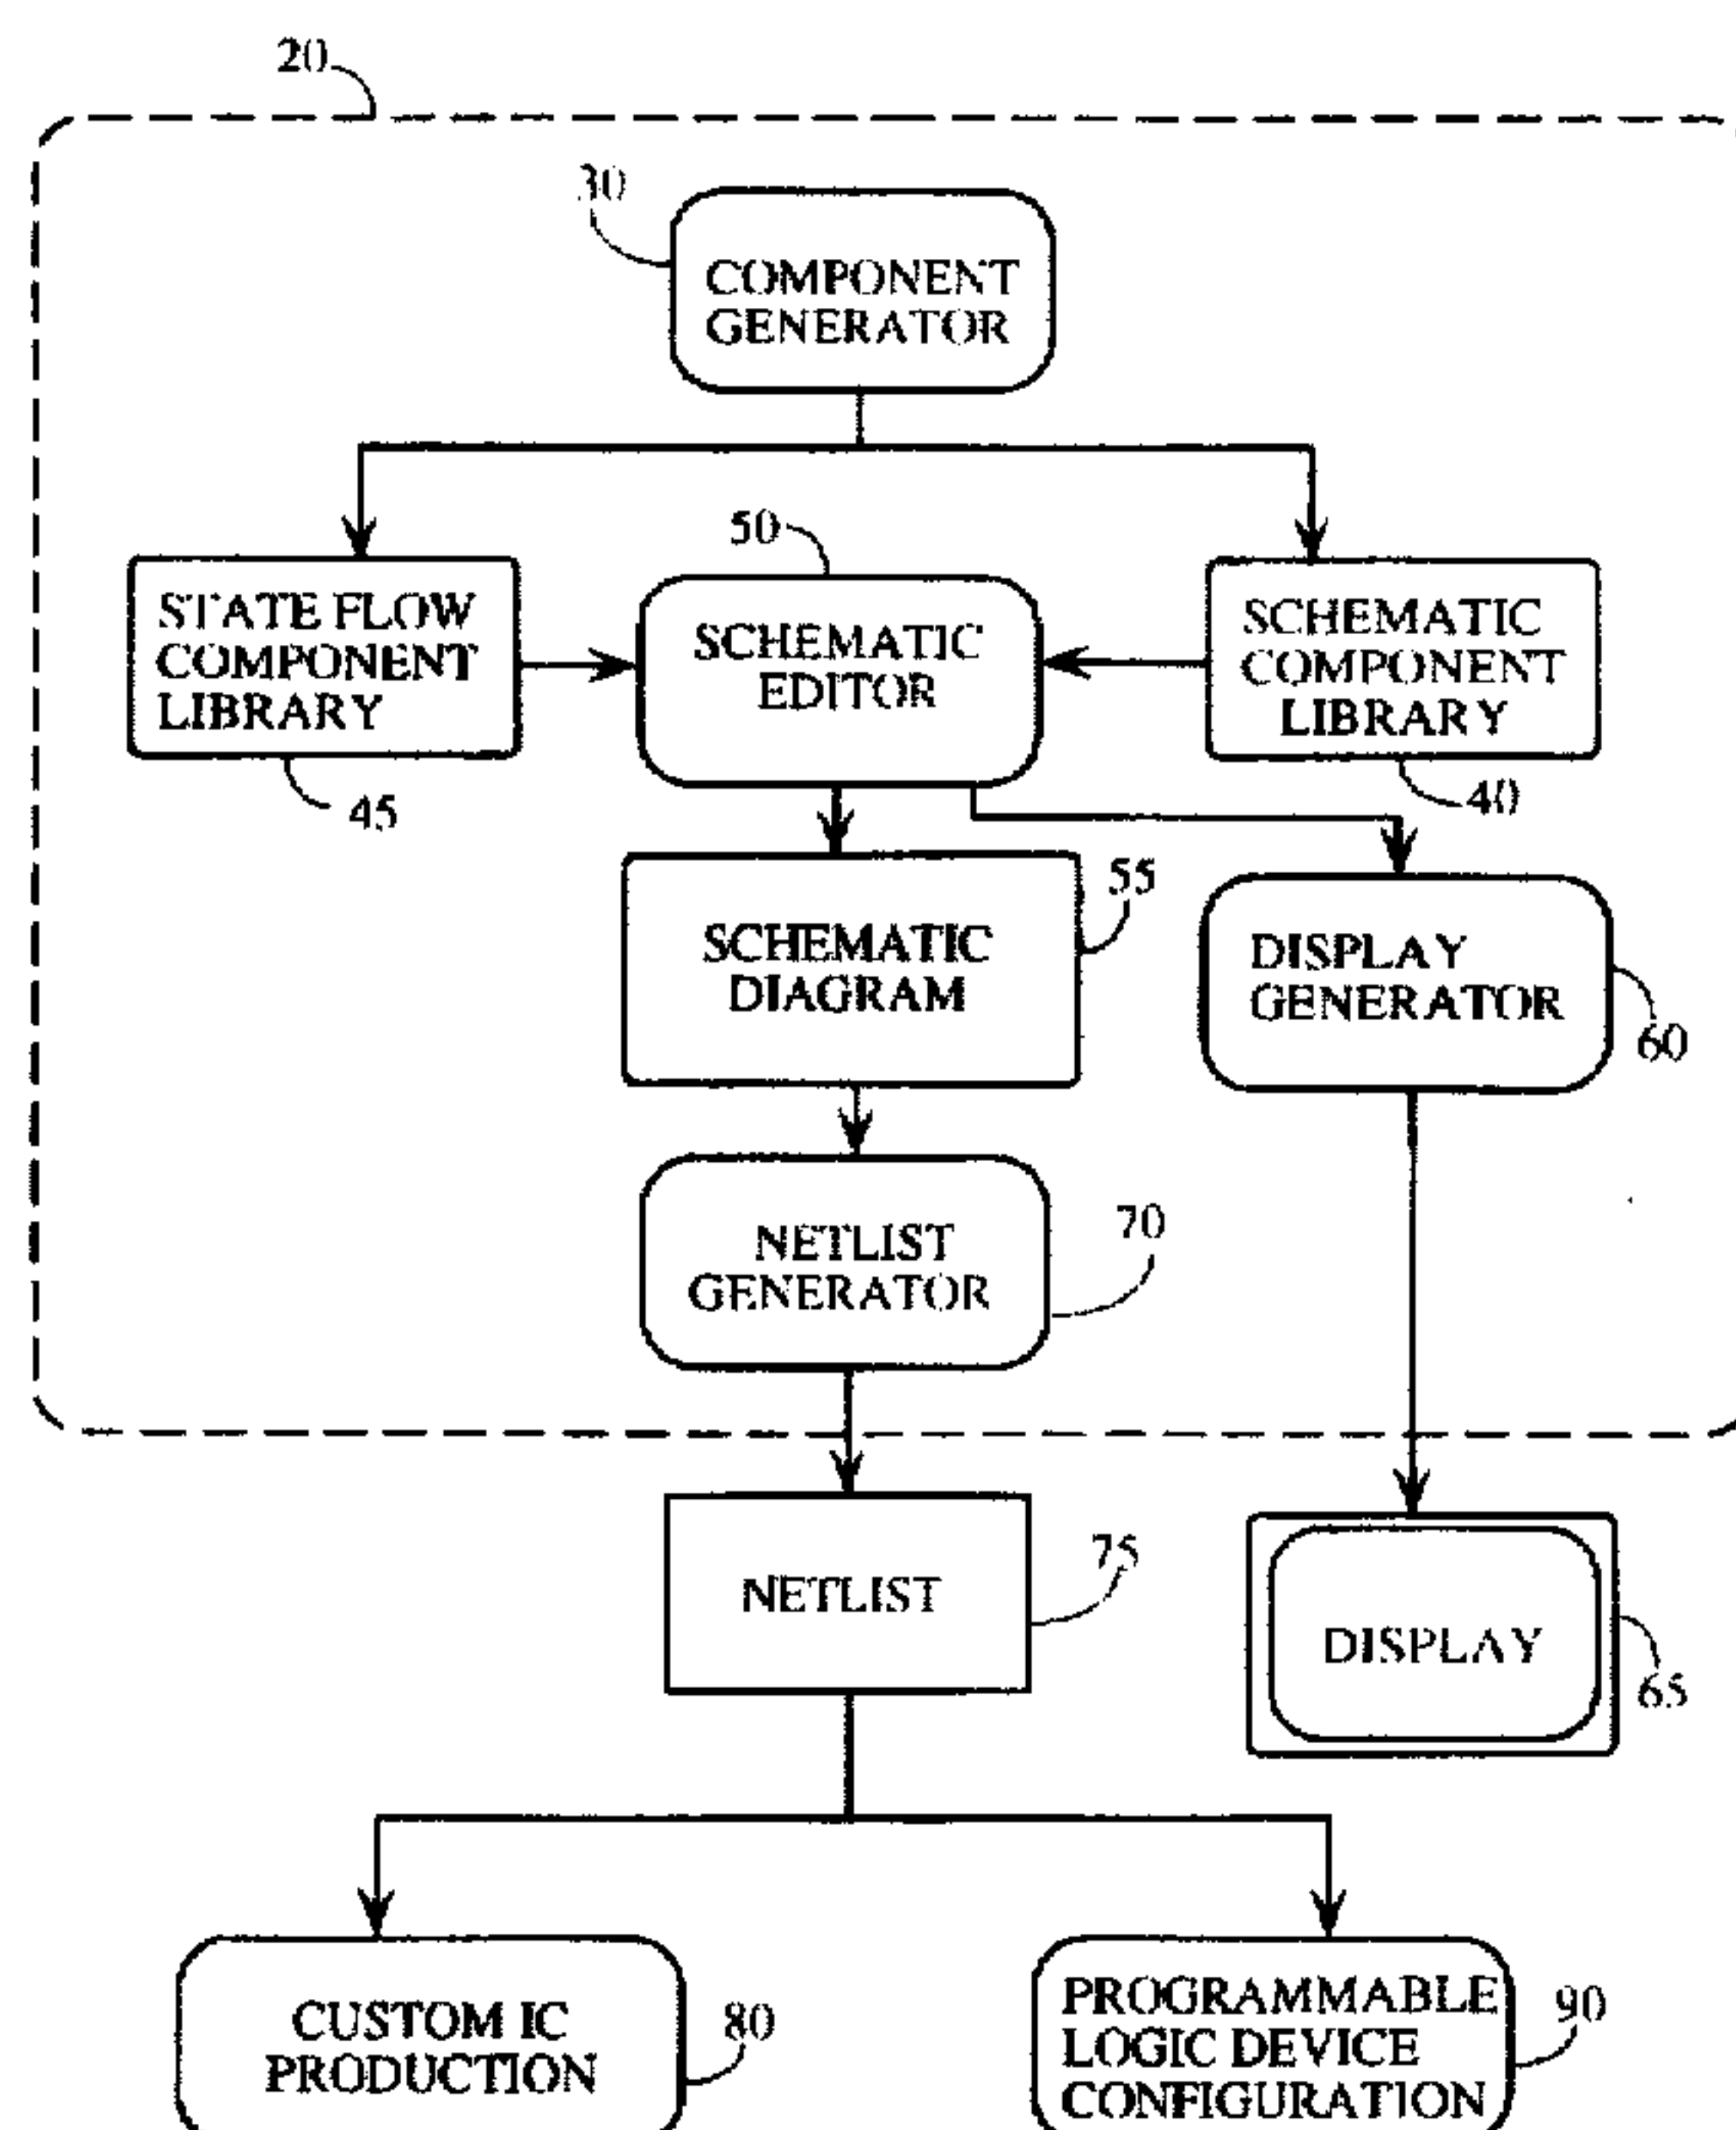 20
30
COMPONENT
GENERATOR
50
STATE FLOW
COMPONENT
LIBRARY
45
SCHEMATIC
EDITOR
SCHEMATIC
COMPONENT
LIBRARY
40
55
SCHEMATIC
DIAGRAM
DISPLAY
GENERATOR
60
70
NETLIST
GENERATOR
75
NETLIST
DISPLAY
65
CUSTOM IC
PRODUCTION
80
PROGRAMMABLE
LOGIC DEVICE
CONFIGURATION
90